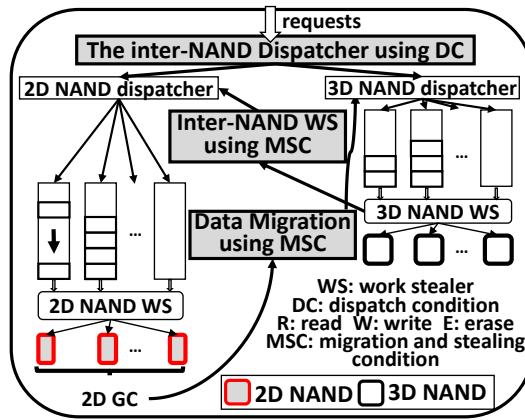 requests
The inter-NAND Dispatcher using DC
2D NAND dispatcher
3D NAND dispatcher
Inter-NAND WS
using MSC
...
...
3D NAND WS
Data Migration
using MSC
...
2D NAND WS
...
WS: work stealer
DC: dispatch condition
R: read W: write E: erase
MSC: migration and stealing
condition
2D GC
2D NAND
3D NAND